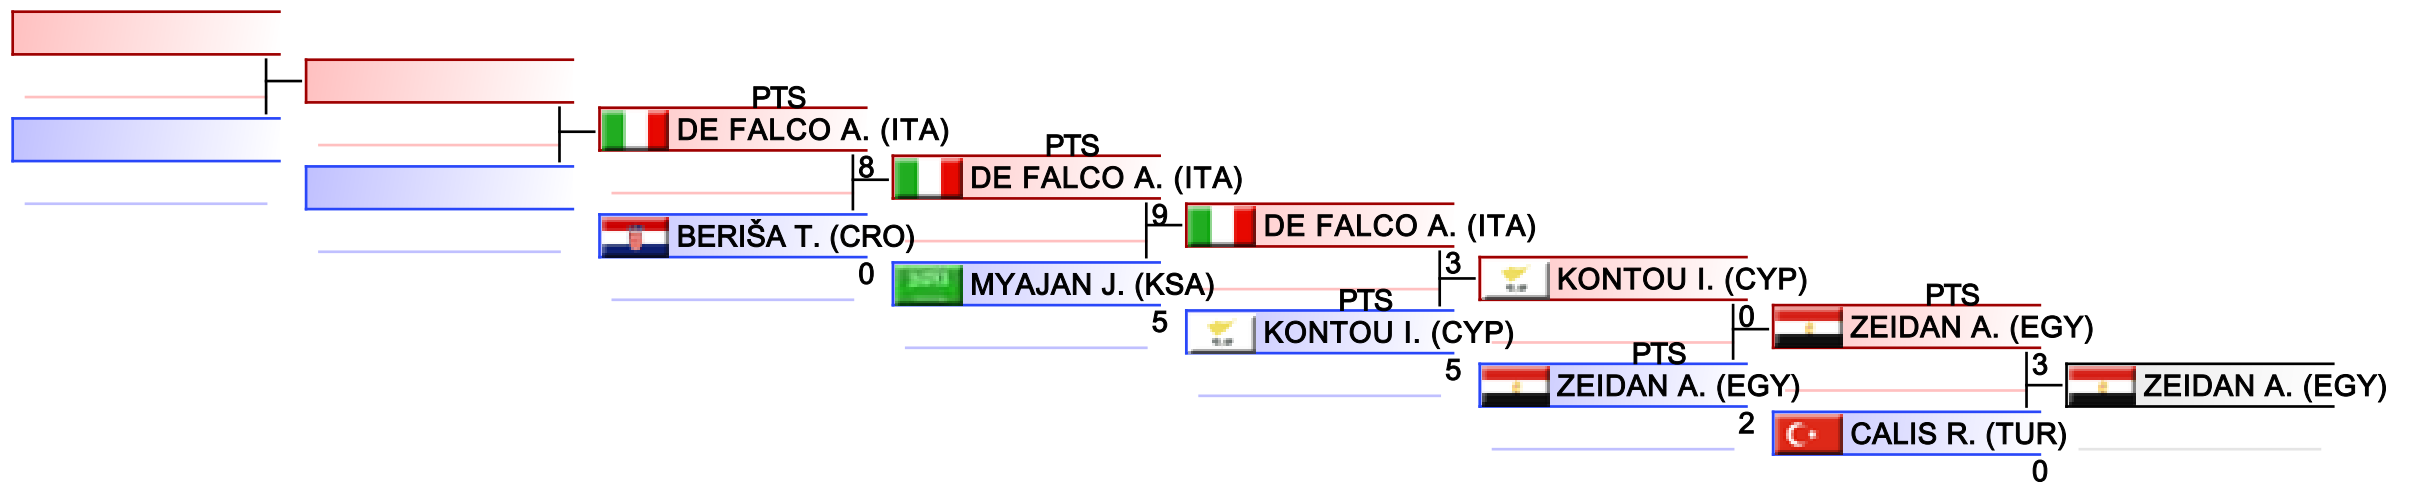 PTS
DE FALCO A. (ITA)
8
BERIŠA T. (CRO)
0
PTS
DE FALCO A. (ITA)
9
MYAJAN J. (KSA)
5
DE FALCO A. (ITA)
3
PTS
KONTOU I. (CYP)
5
KONTOU I. (CYP)
0
PTS
ZEIDAN A. (EGY)
2
PTS
ZEIDAN A. (EGY)
3
CALIS R. (TUR)
0
ZEIDAN A. (EGY)